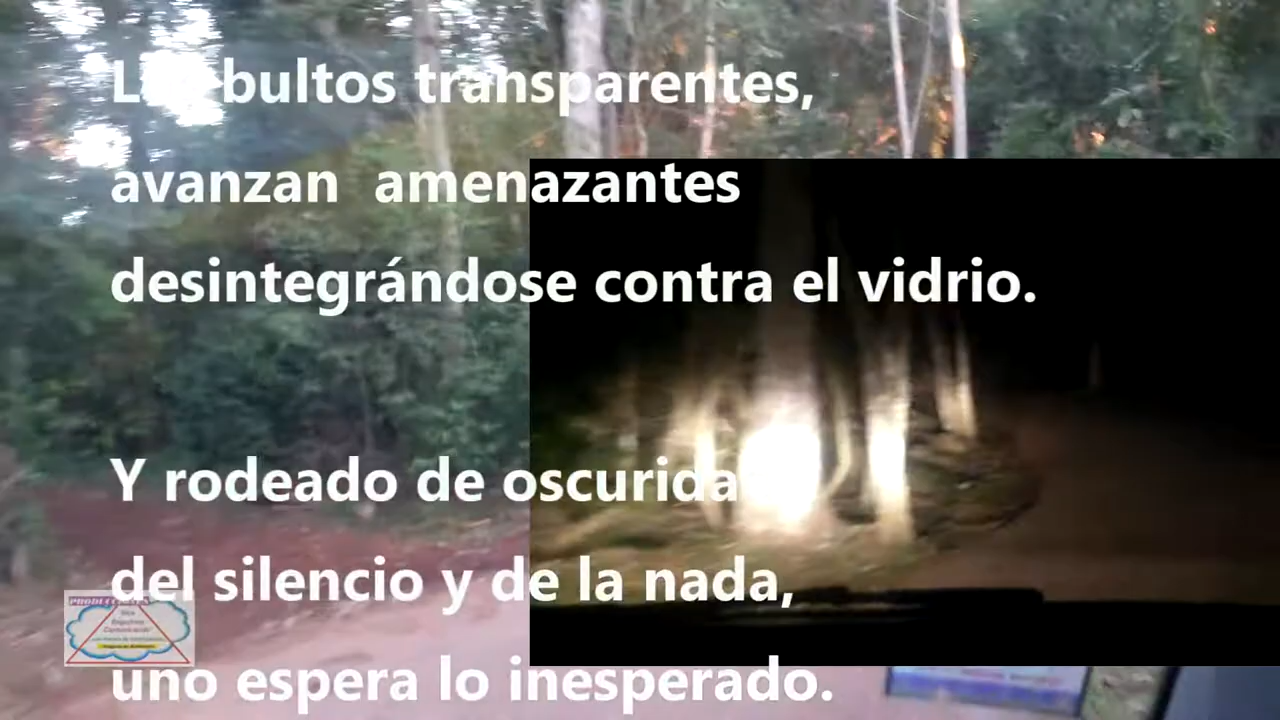 bultos transparentes,
avanzan amenazantes
desintegrándose contra el vidrio.
Y rodeado de oscurida
del silencio y de la nada,
uno espera lo inesperado.